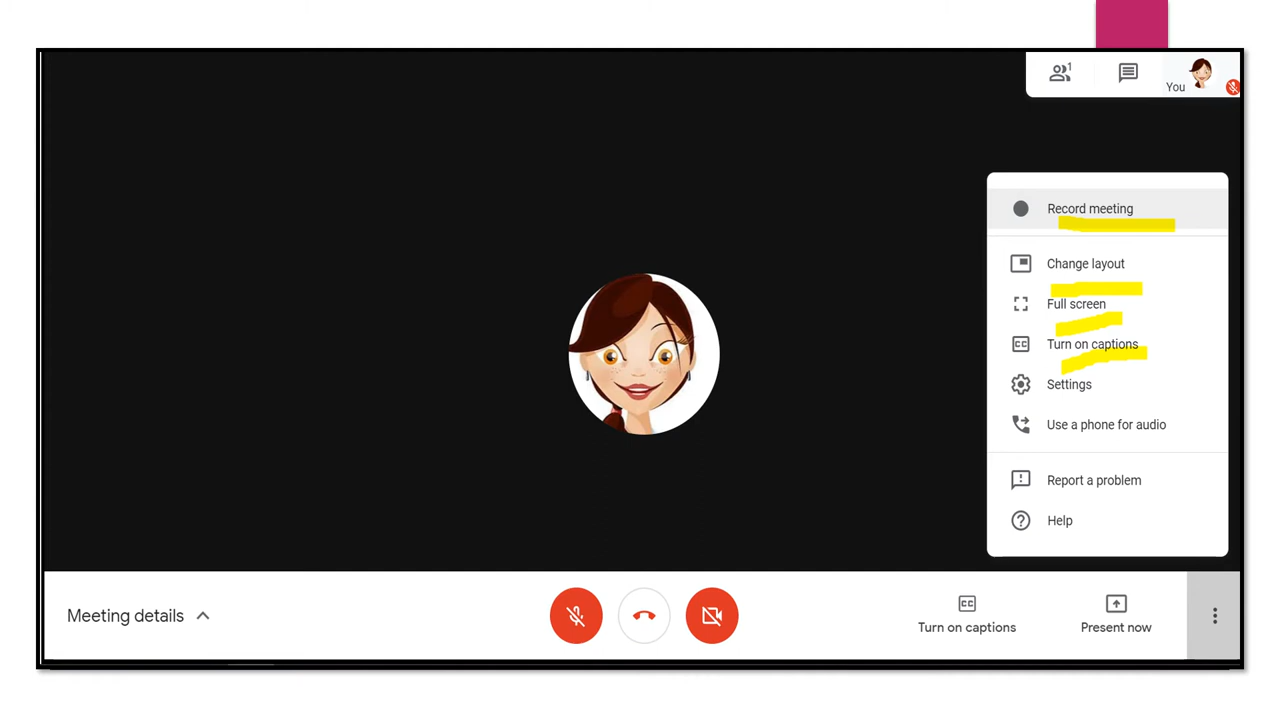 1
You
Record meeting
Change layout
Full screen
Turn on captions
Settings
Use a phone for audio
Report a problem
Help
Meeting details
Turn on captions
Present now